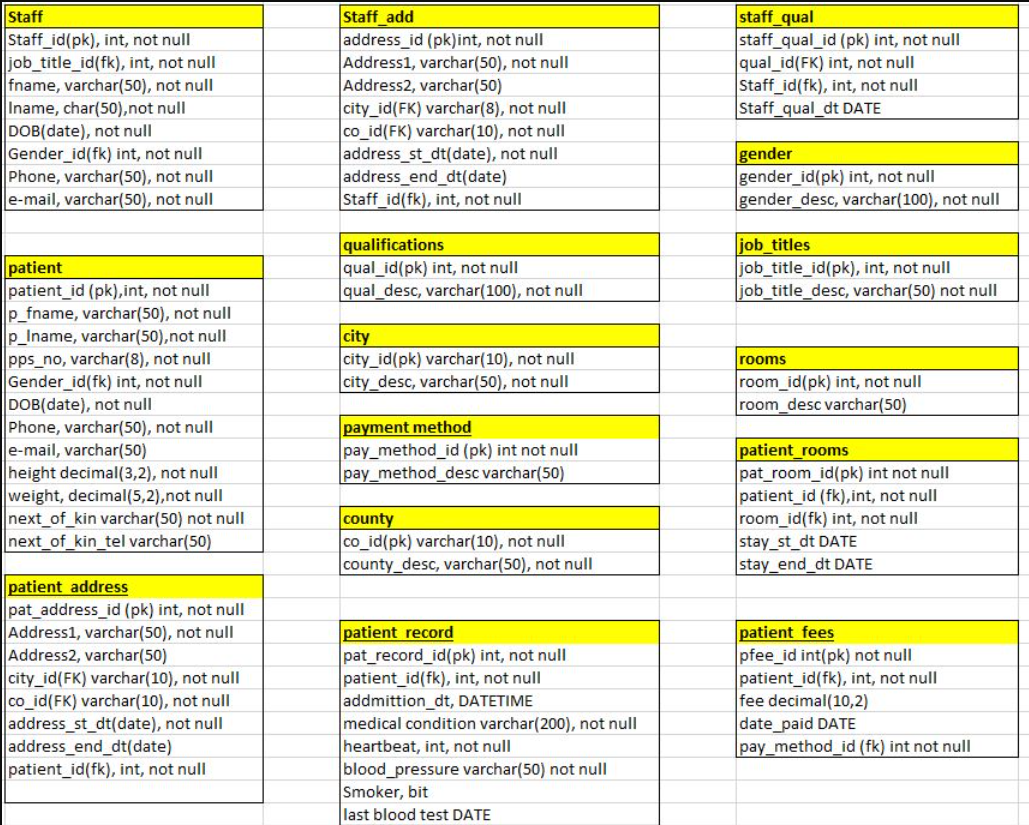 Staff
Staff_id(pk), int, not null
job_title_id(fk), int, not null
fname, varchar(50), not null
lname, char(50),not null
DOB(date), not null
Gender_id(fk) int, not null
Phone, varchar(50), not null
e-mail, varchar(50), not null
patient
patient_id (pk),int, not null
p_fname, varchar(50), not null
p_lname, varchar(50),not null
pps_no, varchar(8), not null
Gender_id(fk) int, not null
DOB(date), not null
Phone, varchar(50), not null
e-mail, varchar(50)
height decimal(3,2), not null
weight, decimal(5,2),not null
next_of_kin varchar(50) not null
next_of_kin_tel varchar(50)
patient_address
pat_address_id (pk) int, not null
Address1, varchar(50), not null
Address2, varchar(50)
city_id(FK) varchar(10), not null
co_id(FK) varchar(10), not null
address_st_dt(date), not null
address_end_dt(date)
patient_id(fk), int, not null
Staff_add
address_id (pk)int, not null
Address1, varchar(50), not null
Address2, varchar(50)
city_id(FK) varchar(8), not null
co_id(FK) varchar(10), not null
address_st_dt(date), not null
address_end_dt(date)
Staff_id(fk), int, not null
qualifications
qual_id(pk) int, not null
qual_desc, varchar(100), not null
city
city_id(pk) varchar(10), not null
city_desc, varchar(50), not null
payment method
pay_method_id (pk) int not null
pay_method_desc varchar(50)
county
co_id(pk) varchar(10), not null
county_desc, varchar(50), not null
patient_record
pat_record_id(pk) int, not null
patient_id(fk), int, not null
addmittion_dt, DATETIME
medical condition varchar(200), not null
heartbeat, int, not null
blood_pressure varchar(50) not null
Smoker, bit
last blood test DATE
staff_qual
staff_qual_id (pk) int, not null
qual_id(FK) int, not null
Staff_id(fk), int, not null
Staff_qual_dt DATE
gender
gender_id(pk) int, not null
gender_desc, varchar(100), not null
job_titles
job_title_id(pk), int, not null
job_title_desc, varchar(50) not null
rooms
room_id(pk) int, not null
room_desc varchar(50)
patient_rooms
pat_room_id(pk) int not null
patient_id (fk),int, not null
room_id(fk) int, not null
stay_st_dt DATE
stay_end_dt DATE
patient_fees
pfee_id int(pk) not null
patient_id(fk), int, not null
fee decimal(10,2)
date_paid DATE
pay_method_id (fk) int not null